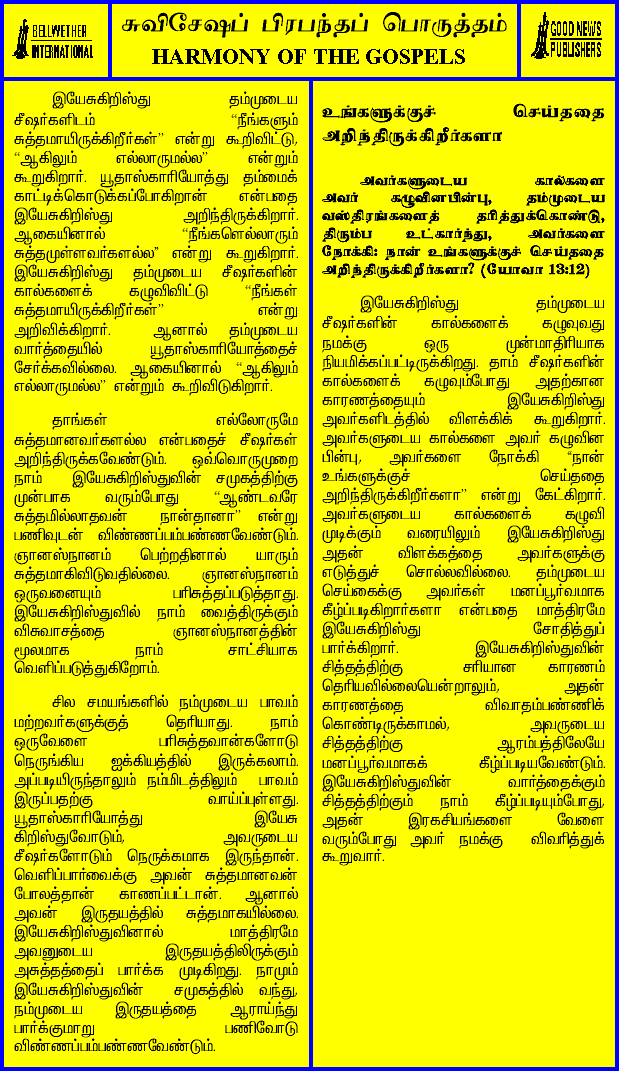 BELLWETHER
INTERNATIONAL
சுவிசேஷப் பிரபந்தப் பொருத்தம்
HARMONY OF THE GOSPELS
GOOD NEWS
PUBLISHERS
இயேசுகிறிஸ்து தம்முடைய
சீஷர்களிடம் “நீங்களும்
சுத்தமாயிருக்கிறீர்கள்” என்று கூறிவிட்டு,
“ஆகிலும் எல்லாருமல்ல” என்றும்
கூறுகிறார். யூதாஸ்காரியோத்து தம்மைக்
காட்டிக்கொடுக்கப்போகிறான் என்பதை
இயேசுகிறிஸ்து அறிந்திருக்கிறார்.
ஆகையினால் “நீங்களெல்லாரும்
சுத்தமுள்ளவர்களல்ல” என்று கூறுகிறார்.
இயேசுகிறிஸ்து தம்முடைய சீஷர்களின்
கால்களைக் கழுவிவிட்டு “நீங்கள்
சுத்தமாயிருக்கிறீர்கள்” என்று
அறிவிக்கிறார். ஆனால் தம்முடைய
வார்த்தையில் யூதாஸ்காரியோத்தைச்
சேர்க்கவில்லை. ஆகையினால் “ஆகிலும்
எல்லாருமல்ல” என்றும் கூறிவிடுகிறார்.
தாங்கள் எல்லோருமே
சுத்தமானவர்களல்ல என்பதைச் சீஷர்கள்
அறிந்திருக்கவேண்டும். ஒவ்வொருமுறை
நாம் இயேசுகிறிஸ்துவின் சமுகத்திற்கு
முன்பாக வரும்போது “ஆண்டவரே
சுத்தமில்லாதவன் நான்தானா” என்று
பணிவுடன் விண்ணப்பம்பண்ணவேண்டும்.
ஞானஸ்நானம் பெற்றதினால் யாரும்
சுத்தமாகிவிடுவதில்லை. ஞானஸ்நானம்
ஒருவனையும் பரிசுத்தப்படுத்தாது.
இயேசுகிறிஸ்துவில் நாம் வைத்திருக்கும்
விசுவாசத்தை ஞானஸ்நானத்தின்
மூலமாக நாம் சாட்சியாக
வெளிப்படுத்துகிறோம்.
சில சமயங்களில் நம்முடைய பாவம்
மற்றவர்களுக்குத் தெரியாது. நாம்
ஒருவேளை பரிசுத்தவான்களோடு
நெருங்கிய ஐக்கியத்தில் இருக்கலாம்.
அப்படியிருந்தாலும் நம்மிடத்திலும் பாவம்
இருப்பதற்கு வாய்ப்புள்ளது.
யூதாஸ்காரியோத்து இயேசு
கிறிஸ்துவோடும், அவருடைய
சீஷர்களோடும் நெருக்கமாக இருந்தான்.
வெளிப்பார்வைக்கு அவன் சுத்தமானவன்
போலத்தான் காணப்பட்டான். ஆனால்
அவன் இருதயத்தில் சுத்தமாகயில்லை.
இயேசுகிறிஸ்துவினால் மாத்திரமே
அவனுடைய இருதயத்திலிருக்கும்
அசுத்தத்தைப் பார்க்க முடிகிறது. நாமும்
இயேசுகிறிஸ்துவின் சமுகத்தில் வந்து,
நம்முடைய இருதயத்தை ஆராய்ந்து
பார்க்குமாறு பணிவோடு
விண்ணப்பம்பண்ணவேண்டும்.
உங்களுக்குச் செய்ததை
அறிந்திருக்கிறீர்களா
அவர்களுடைய கால்களை
அவர் கழுவினபின்பு, தம்முடைய
வஸ்திரங்களைத் தரித்துக்கொண்டு,
திரும்ப உட்கார்ந்து, அவர்களை
நோக்கி: நான் உங்களுக்குச் செய்ததை
அறிந்திருக்கிறீர்களா? (யோவா 13:12)
இயேசுகிறிஸ்து தம்முடைய
சீஷர்களின் கால்களைக் கழுவுவது
நமக்கு ஒரு முன்மாதிரியாக
நியமிக்கப்பட்டிருக்கிறது. தாம் சீஷர்களின்
கால்களைக் கழுவும்போது அதற்கான
காரணத்தையும் இயேசுகிறிஸ்து
அவர்களிடத்தில் விளக்கிக் கூறுகிறார்.
அவர்களுடைய கால்களை அவர் கழுவின
பின்பு, அவர்களை நோக்கி “நான்
உங்களுக்குச் செய்ததை
அறிந்திருக்கிறீர்களா” என்று கேட்கிறார்.
அவர்களுடைய கால்களைக் கழுவி
முடிக்கும் வரையிலும் இயேசுகிறிஸ்து
அதன் விளக்கத்தை அவர்களுக்கு
எடுத்துச் சொல்லவில்லை. தம்முடைய
செய்கைக்கு அவர்கள் மனப்பூர்வமாக
கீழ்ப்படிகிறார்களா என்பதை மாத்திரமே
இயேசுகிறிஸ்து சோதித்துப்
பார்க்கிறார். இயேசுகிறிஸ்துவின்
சித்தத்திற்கு சரியான காரணம்
தெரியவில்லையென்றாலும், அதன்
காரணத்தை விவாதம்பண்ணிக்
கொண்டிருக்காமல், அவருடைய
சித்தத்திற்கு ஆரம்பத்திலேயே
மனப்பூர்வமாகக் கீழ்ப்படியவேண்டும்.
இயேசுகிறிஸ்துவின் வார்த்தைக்கும்
சித்தத்திற்கும் நாம் கீழ்ப்படியும்போது,
அதன் இரகசியங்களை வேளை
வரும்போது அவர் நமக்கு விவரித்துக்
கூறுவார்.